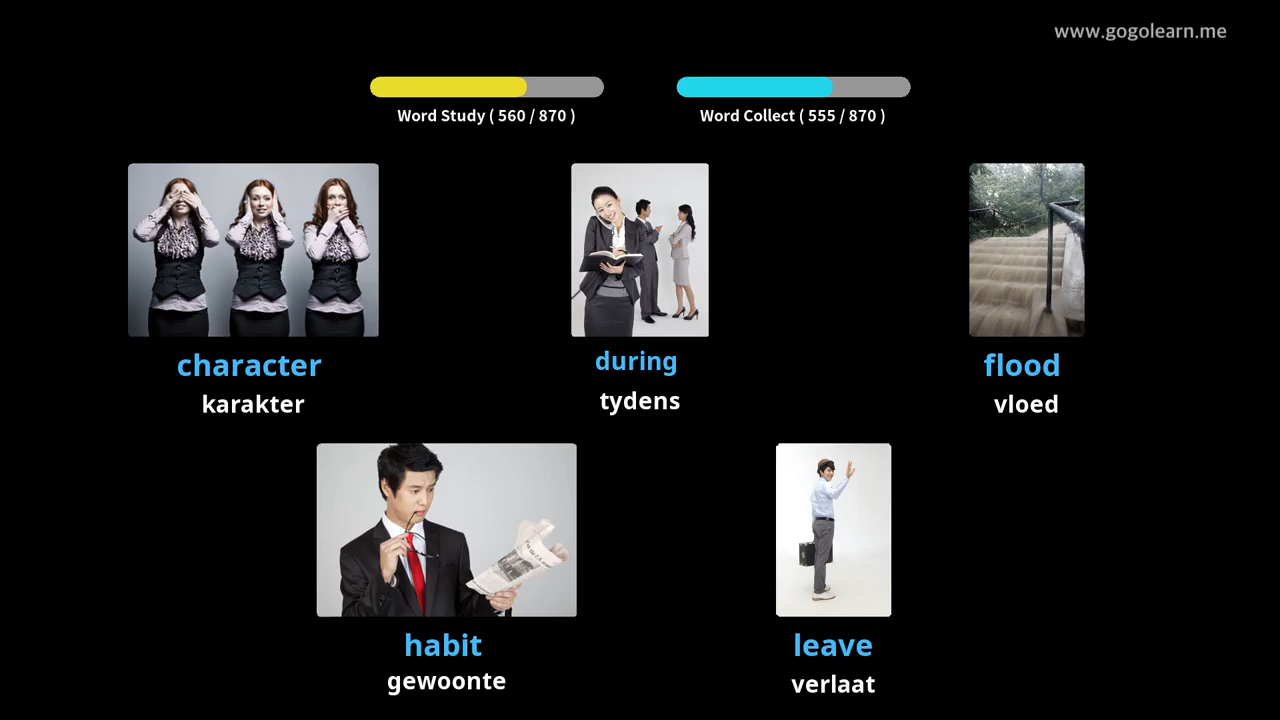 www.gogolearn.me
Word Study ( 560 / 870 )
Word Collect ( 555 / 870 )
character
karakter
during
tydens
flood
vloed
habit
gewoonte
leave
verlaat